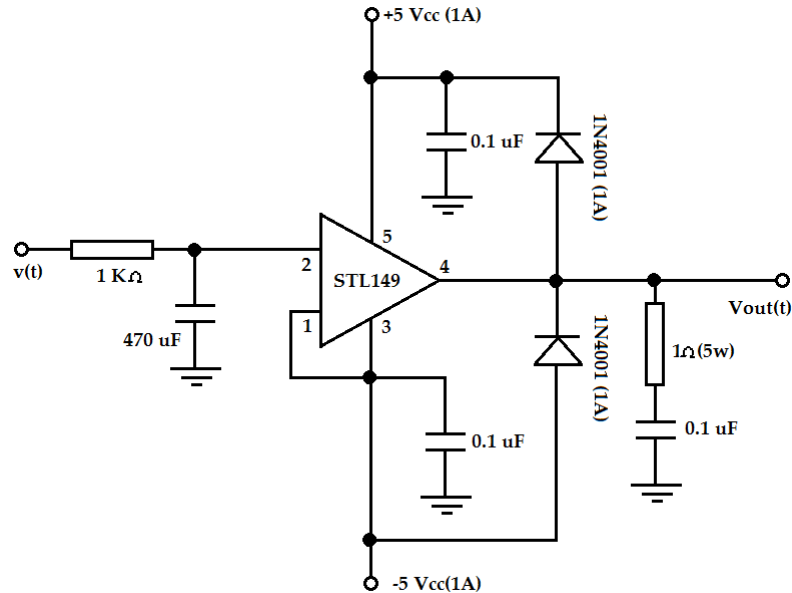 +5 Vcc (1A)
0.1 uF
1N4001 (1A)
5
2
4
v(t)
1 KΩ
STL149
Vout(t)
1
3
470 uF
1N4001 (1A)
1Ω(5w)
0.1 uF
0.1 uF
-5 Vcc(1A)